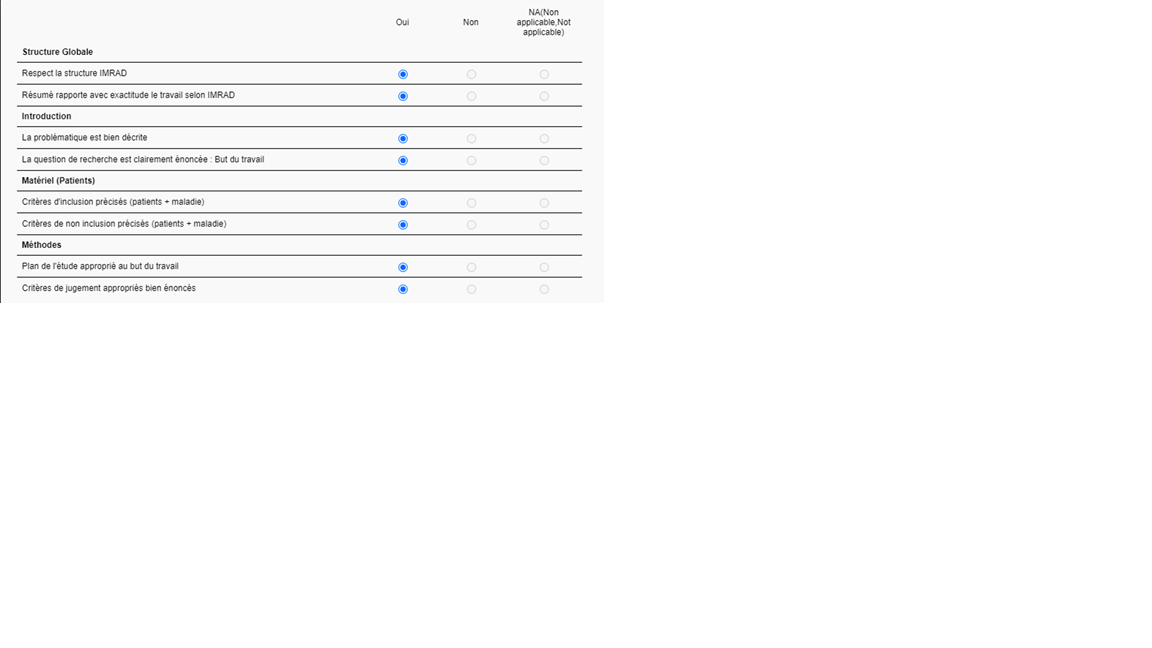 Oui
Non
NA(Non
applicable,Not
applicable)
Structure Globale
Respect la structure IMRAD
Résumé rapporte avec exactitude le travail selon IMRAD
Introduction
La problématique est bien décrite
La question de recherche est clairement énoncée : But du travail
Matériel (Patients)
Critères d'inclusion précisés (patients + maladie)
Critères de non inclusion précisés (patients + maladie)
Méthodes
Plan de l'étude approprié au but du travail
Critères de jugement appropriés bien énoncés